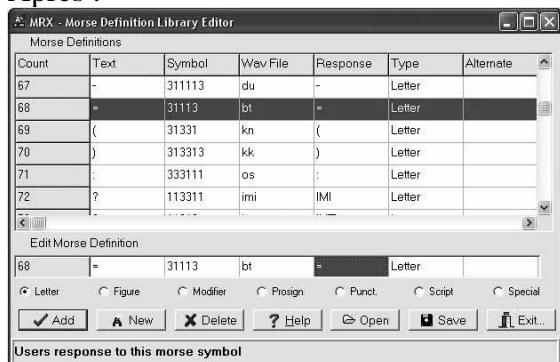 MRX - Morse Definition Library Editor
Morse Definitions
Count Text Symbol Wav File Response Type Alternate
67 - 311113 du - Letter
68 = 31113 bt = Letter
69 ( 31331 kn ( Letter
70 ) 313313 kk ) Letter
71 : 333111 os : Letter
72 ? 113311 imi IMI Letter
Edit Morse Definition
68 = 31113 bt = Letter
Letter Figure Modifier Prosign Punct. Script Special
Add New Delete Help Open Save Exit...
Users response to this morse symbol